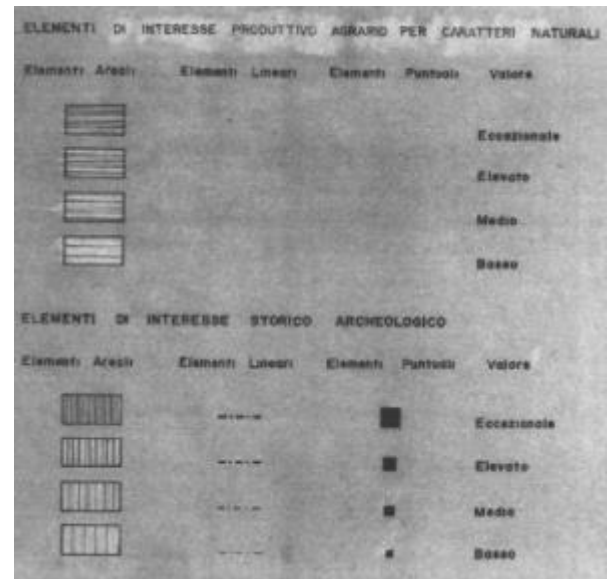 ELEMENTI DI INTERESSE PRODUTTIVO AGRARIO PER CARATTERI NATURALI
Elementi Areali Elementi Lineari Elementi Puntuali Valore
Eccezionale
Elevato
Medio
Basso
ELEMENTI DI INTERESSE STORICO ARCHEOLOGICO
Elementi Areali Elementi Lineari Elementi Puntuali Valore
Eccezionale
Elevato
Medio
Basso